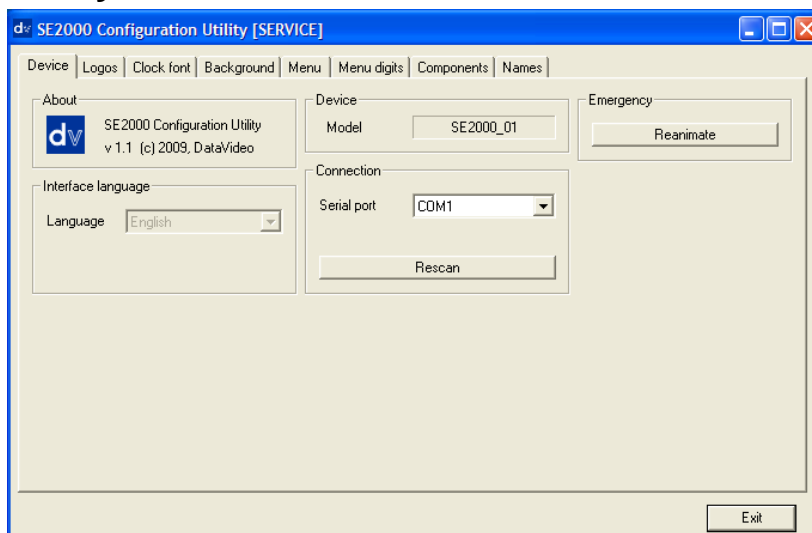 SE2000 Configuration Utility [SERVICE]
Device Logos Clock font Background Menu Menu digits Components Names
About
dv
SE2000 Configuration Utility
v 1.1 (c) 2009, DataVideo
Interface language
Language English
Device
Model SE2000_01
Connection
Serial port COM1
Rescan
Emergency
Reanimate
Exit